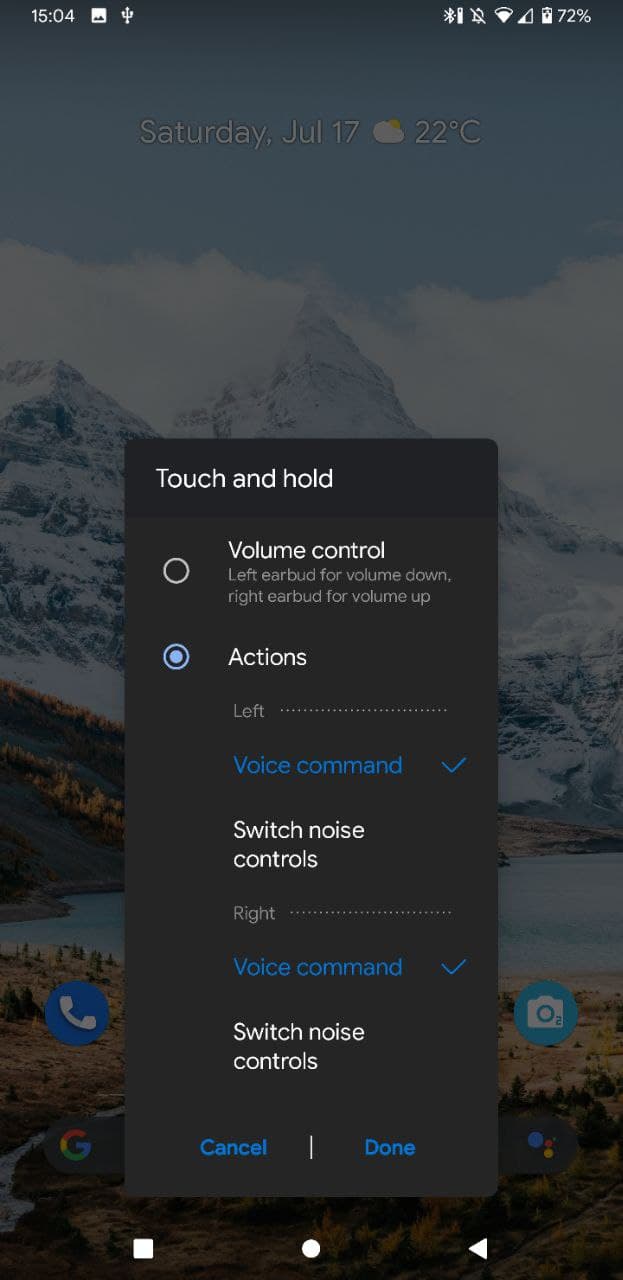 15:04 72%
Saturday, Jul 17 22°C
Touch and hold
Volume control
Left earbud for volume down,
right earbud for volume up
Actions
Left
Voice command
Switch noise
controls
Right
Voice command
Switch noise
controls
Cancel | Done